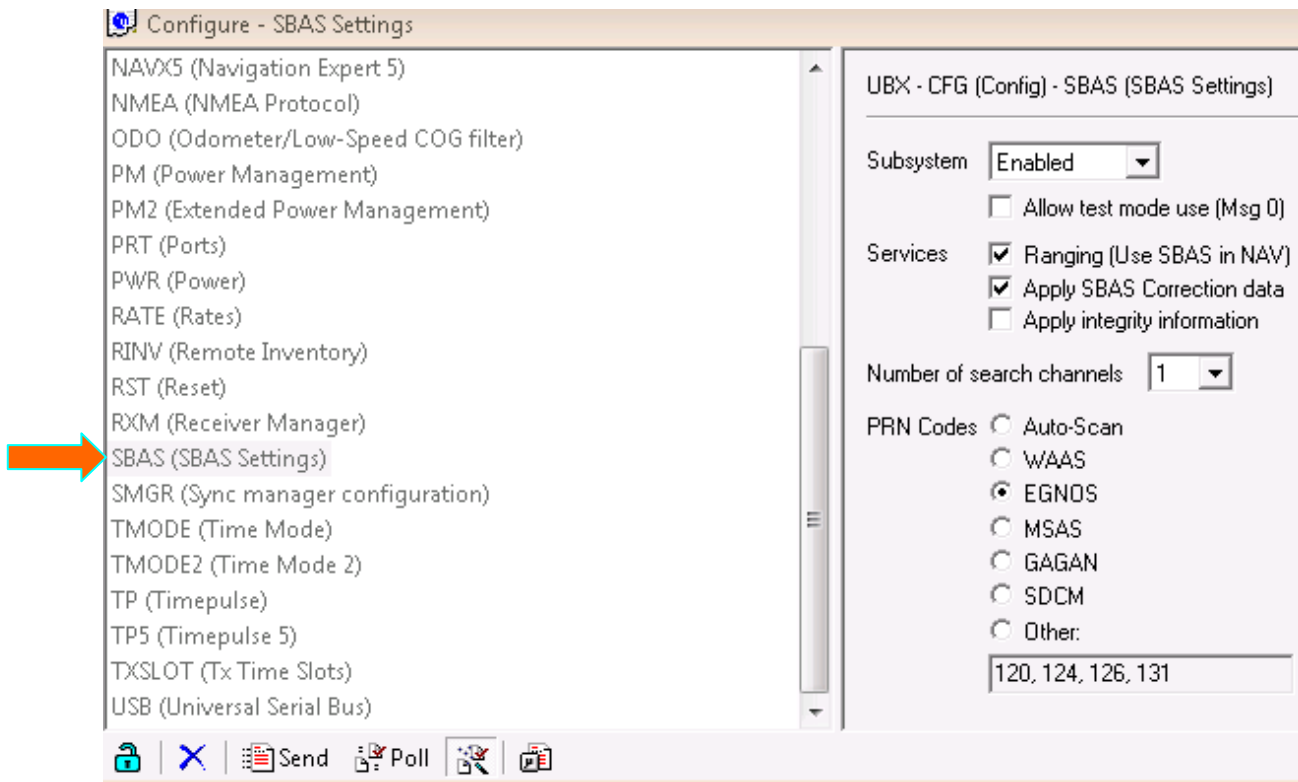 Configure - SBAS Settings
NAVX5 (Navigation Expert 5)
NMEA (NMEA Protocol)
ODO (Odometer/Low-Speed COG filter)
PM (Power Management)
PM2 (Extended Power Management)
PRT (Ports)
PWR (Power)
RATE (Rates)
RINV (Remote Inventory)
RST (Reset)
RXM (Receiver Manager)
SBAS (SBAS Settings)
SMGR (Sync manager configuration)
TMODE (Time Mode)
TMODE2 (Time Mode 2)
TP (Timepulse)
TP5 (Timepulse 5)
TXSLOT (Tx Time Slots)
USB (Universal Serial Bus)
UBX - CFG (Config) - SBAS (SBAS Settings)
Subsystem Enabled
Allow test mode use (Msg 0)
Services Ranging (Use SBAS in NAV)
Apply SBAS Correction data
Apply integrity information
Number of search channels 1
PRN Codes Auto-Scan
WAAS
EGNOS
MSAS
GAGAN
SDCM
Other:
120, 124, 126, 131
Send Poll